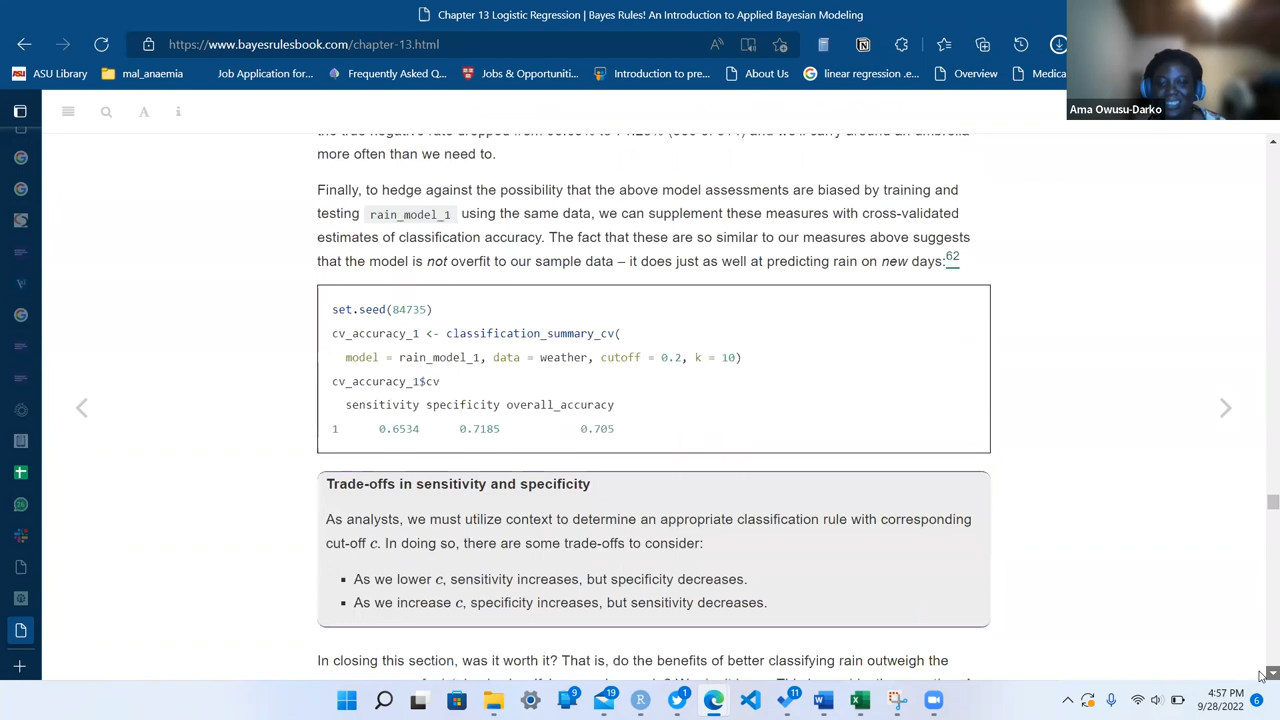 Chapter 13 Logistic Regression | Bayes Rules! An Introduction to Applied Bayesian Modeling
https://www.bayesrulesbook.com/chapter-13.html
ASU Library
mal_anaemia
Job Application for...
Frequently Asked Q...
Jobs & Opportuniti...
Introduction to pre...
About Us
linear regression .e...
Overview
Medica
Ama Owusu-Darko
more often than we need to.
Finally, to hedge against the possibility that the above model assessments are biased by training and
testing rain_model_1 using the same data, we can supplement these measures with cross-validated
estimates of classification accuracy. The fact that these are so similar to our measures above suggests
that the model is not overfit to our sample data – it does just as well at predicting rain on new days:62
set.seed(84735)
cv_accuracy_1 <- classification_summary_cv(
model = rain_model_1, data = weather, cutoff = 0.2, k = 10)
cv_accuracy_1$cv
sensitivity specificity overall_accuracy
1 0.6534 0.7185 0.705
Trade-offs in sensitivity and specificity
As analysts, we must utilize context to determine an appropriate classification rule with corresponding
cut-off c. In doing so, there are some trade-offs to consider:
▪ As we lower c, sensitivity increases, but specificity decreases.
▪ As we increase c, specificity increases, but sensitivity decreases.
In closing this section, was it worth it? That is, do the benefits of better classifying rain outweigh the
9
19
1
11
4:57 PM
9/28/2022
6